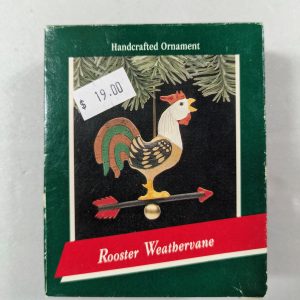 Handcrafted Ornament
$ 19.00
Rooster Weathervane